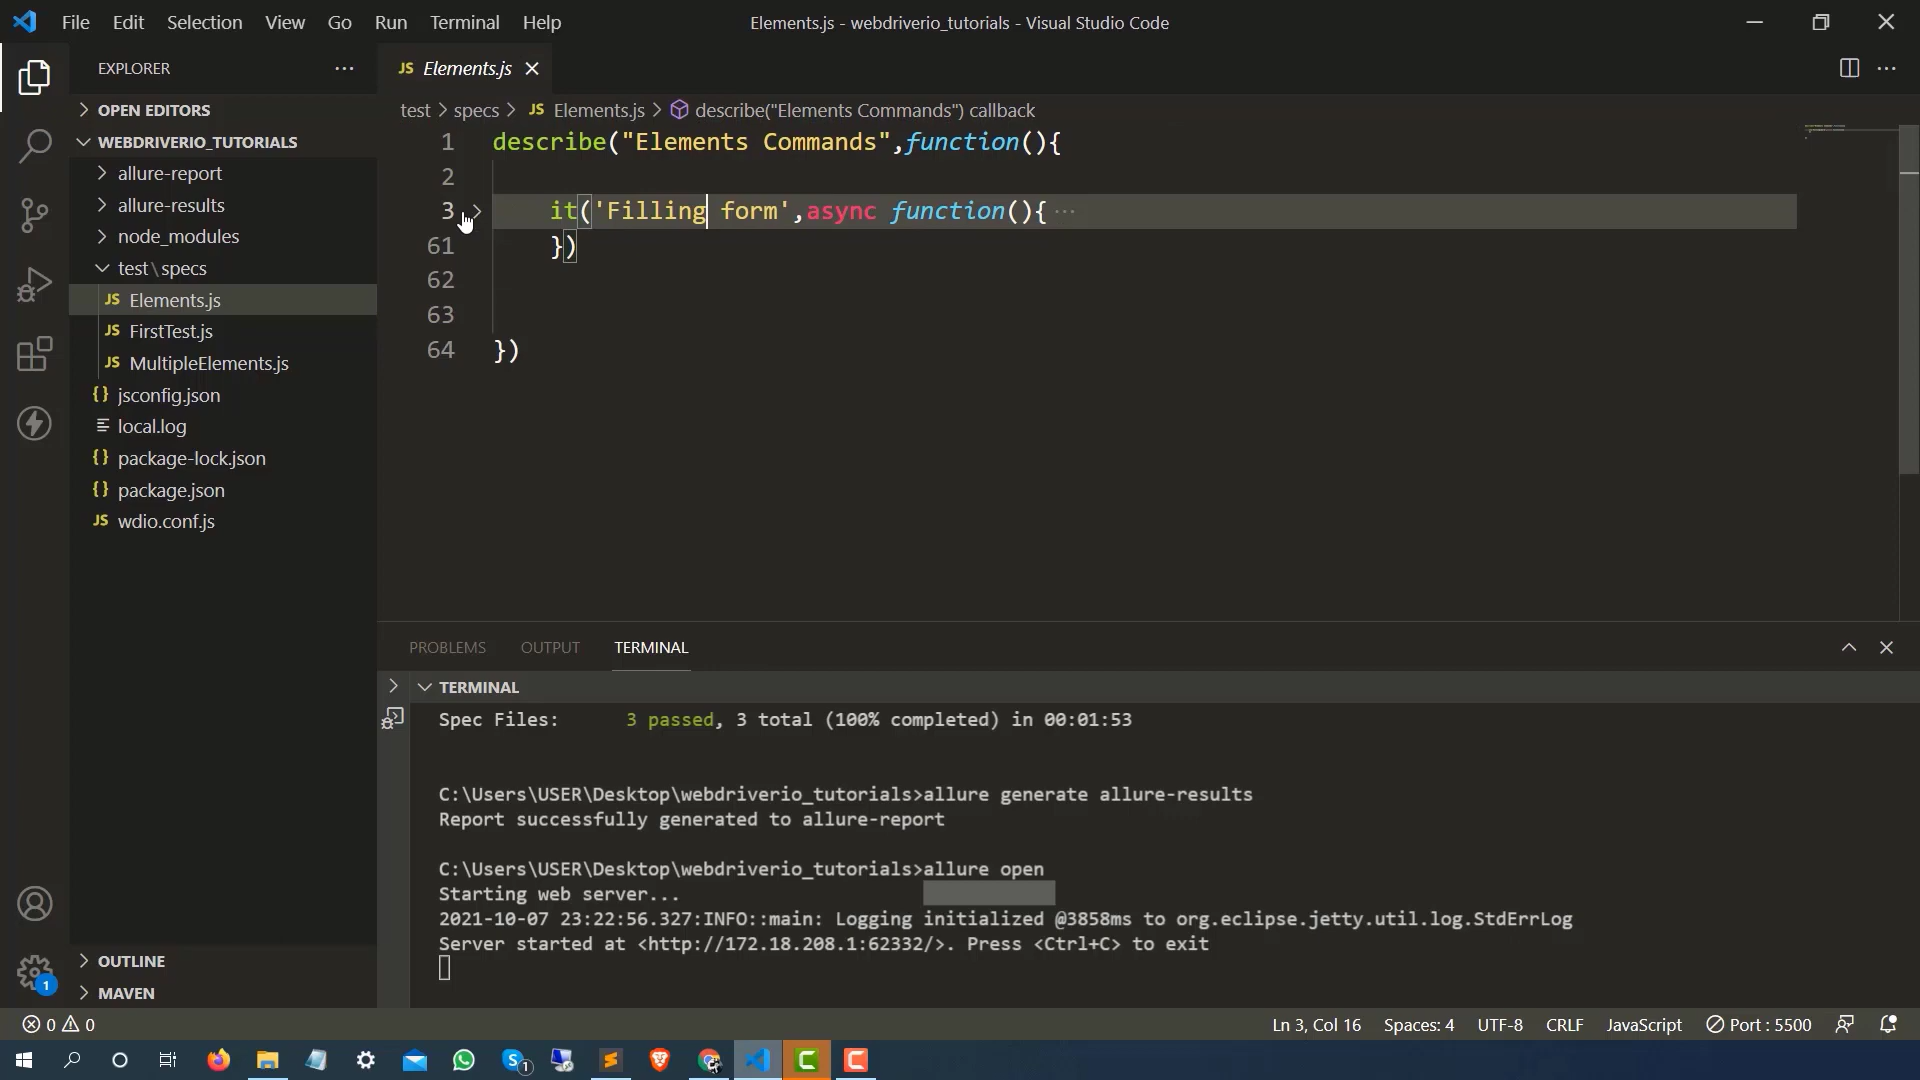 File Edit Selection View Go Run Terminal Help
Elements.js - webdriverio_tutorials - Visual Studio Code
EXPLORER
OPEN EDITORS
WEBDRIVERIO_TUTORIALS
allure-report
allure-results
node_modules
test\specs
JS Elements.js
JS FirstTest.js
JS MultipleElements.js
{} jsconfig.json
local.log
{} package-lock.json
{} package.json
JS wdio.conf.js
OUTLINE
MAVEN
JS Elements.js
test > specs > JS Elements.js > describe("Elements Commands") callback
1 describe("Elements Commands",function(){
2
3 it('Filling form',async function(){ ···
61 })
62
63
64 })
PROBLEMS OUTPUT TERMINAL
TERMINAL
Spec Files: 3 passed, 3 total (100% completed) in 00:01:53
C:\Users\USER\Desktop\webdriverio_tutorials>allure generate allure-results
Report successfully generated to allure-report
C:\Users\USER\Desktop\webdriverio_tutorials>allure open
Starting web server...
2021-10-07 23:22:56.327:INFO::main: Logging initialized @3858ms to org.eclipse.jetty.util.log.StdErrLog
Server started at <http://172.18.208.1:62332/>. Press <Ctrl+C> to exit
1
0 0
Ln 3, Col 16 Spaces: 4 UTF-8 CRLF JavaScript Port : 5500
S 1